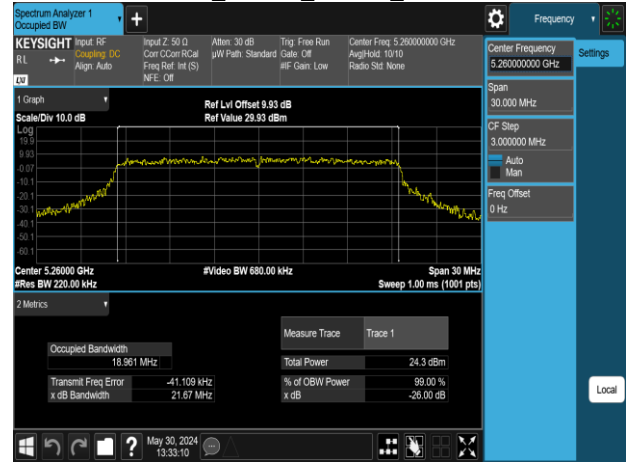 Spectrum Analyzer 1
Occupied BW
Frequency
KEYSIGHT
RL
LXI
Input: RF
Coupling: DC
Align: Auto
Input Z: 50 Ω
Corr CCorr RCal
Freq Ref: Int (S)
NFE: Off
Atten: 30 dB
µW Path: Standard
Trig: Free Run
Gate: Off
#IF Gain: Low
Center Freq: 5.260000000 GHz
Avg|Hold: 10/10
Radio Std: None
Center Frequency
5.260000000 GHz
Settings
Span
30.000 MHz
CF Step
3.000000 MHz
Auto
Man
Freq Offset
0 Hz
Local
1 Graph
Scale/Div 10.0 dB
Ref Lvl Offset 9.93 dB
Ref Value 29.93 dBm
Log
19.9
9.93
-0.07
-10.1
-20.1
-30.1
-40.1
-50.1
-60.1
Center 5.26000 GHz
#Video BW 680.00 kHz
Span 30 MHz
#Res BW 220.00 kHz
Sweep 1.00 ms (1001 pts)
2 Metrics
Measure Trace Trace 1
Occupied Bandwidth
18.961 MHz
Total Power 24.3 dBm
Transmit Freq Error -41.109 kHz
% of OBW Power 99.00 %
x dB Bandwidth 21.67 MHz
x dB -26.00 dB
May 30, 2024
13:33:10